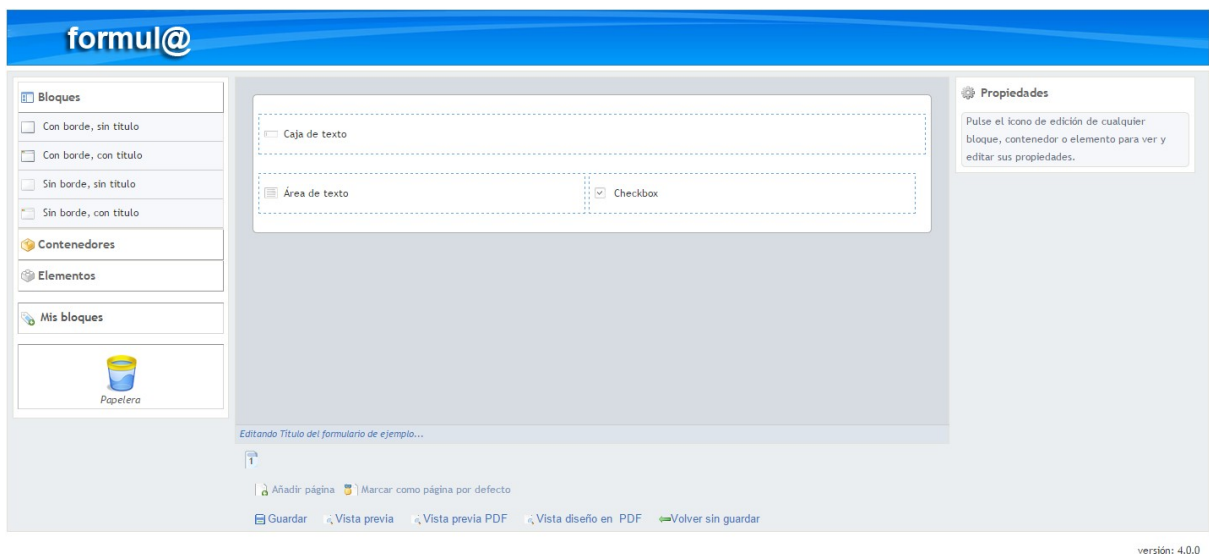 formul@
Bloques
Con borde, sin título
Con borde, con título
Sin borde, sin título
Sin borde, con título
Contenedores
Elementos
Mis bloques
Papelera
Caja de texto
Área de texto
Checkbox
Editando Título del formulario de ejemplo...
1
Añadir página Marcar como página por defecto
Guardar Vista previa Vista previa PDF Vista diseño en PDF Volver sin guardar
Propiedades
Pulse el icono de edición de cualquier
bloque, contenedor o elemento para ver y
editar sus propiedades.
versión: 4.0.0